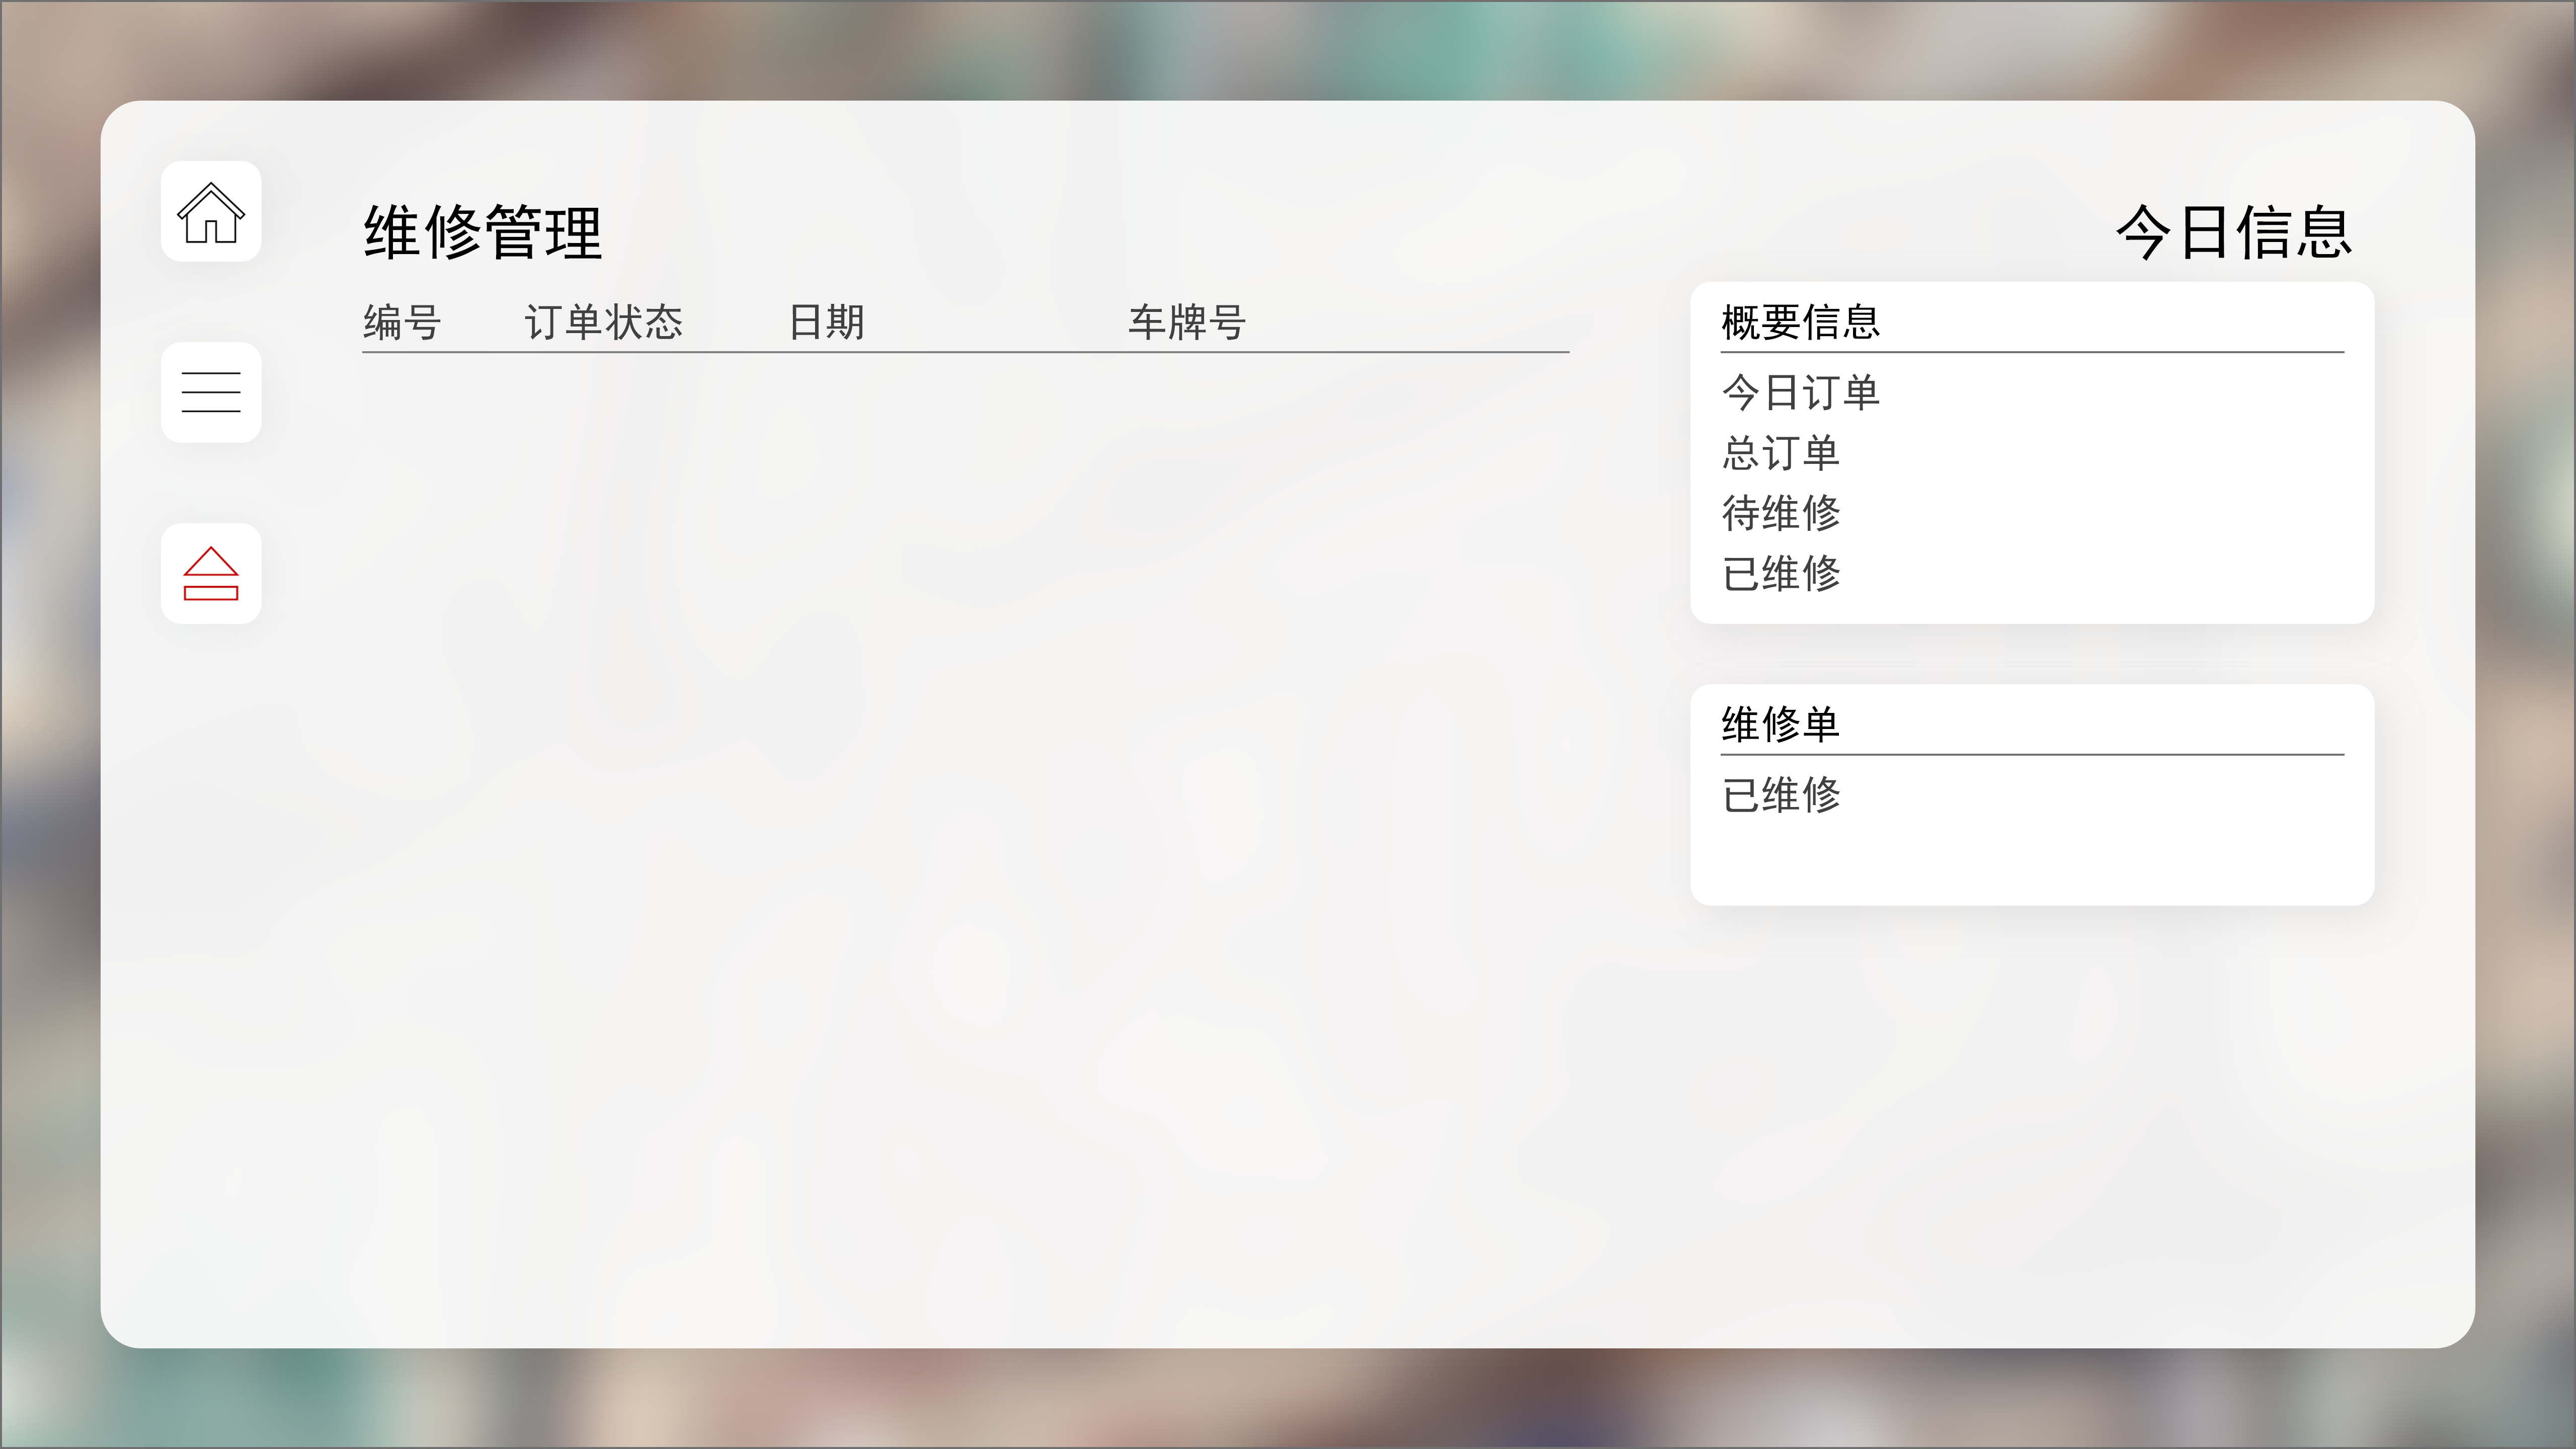 维修管理
编号 订单状态 日期 车牌号
今日信息
概要信息
今日订单
总订单
待维修
已维修
维修单
已维修